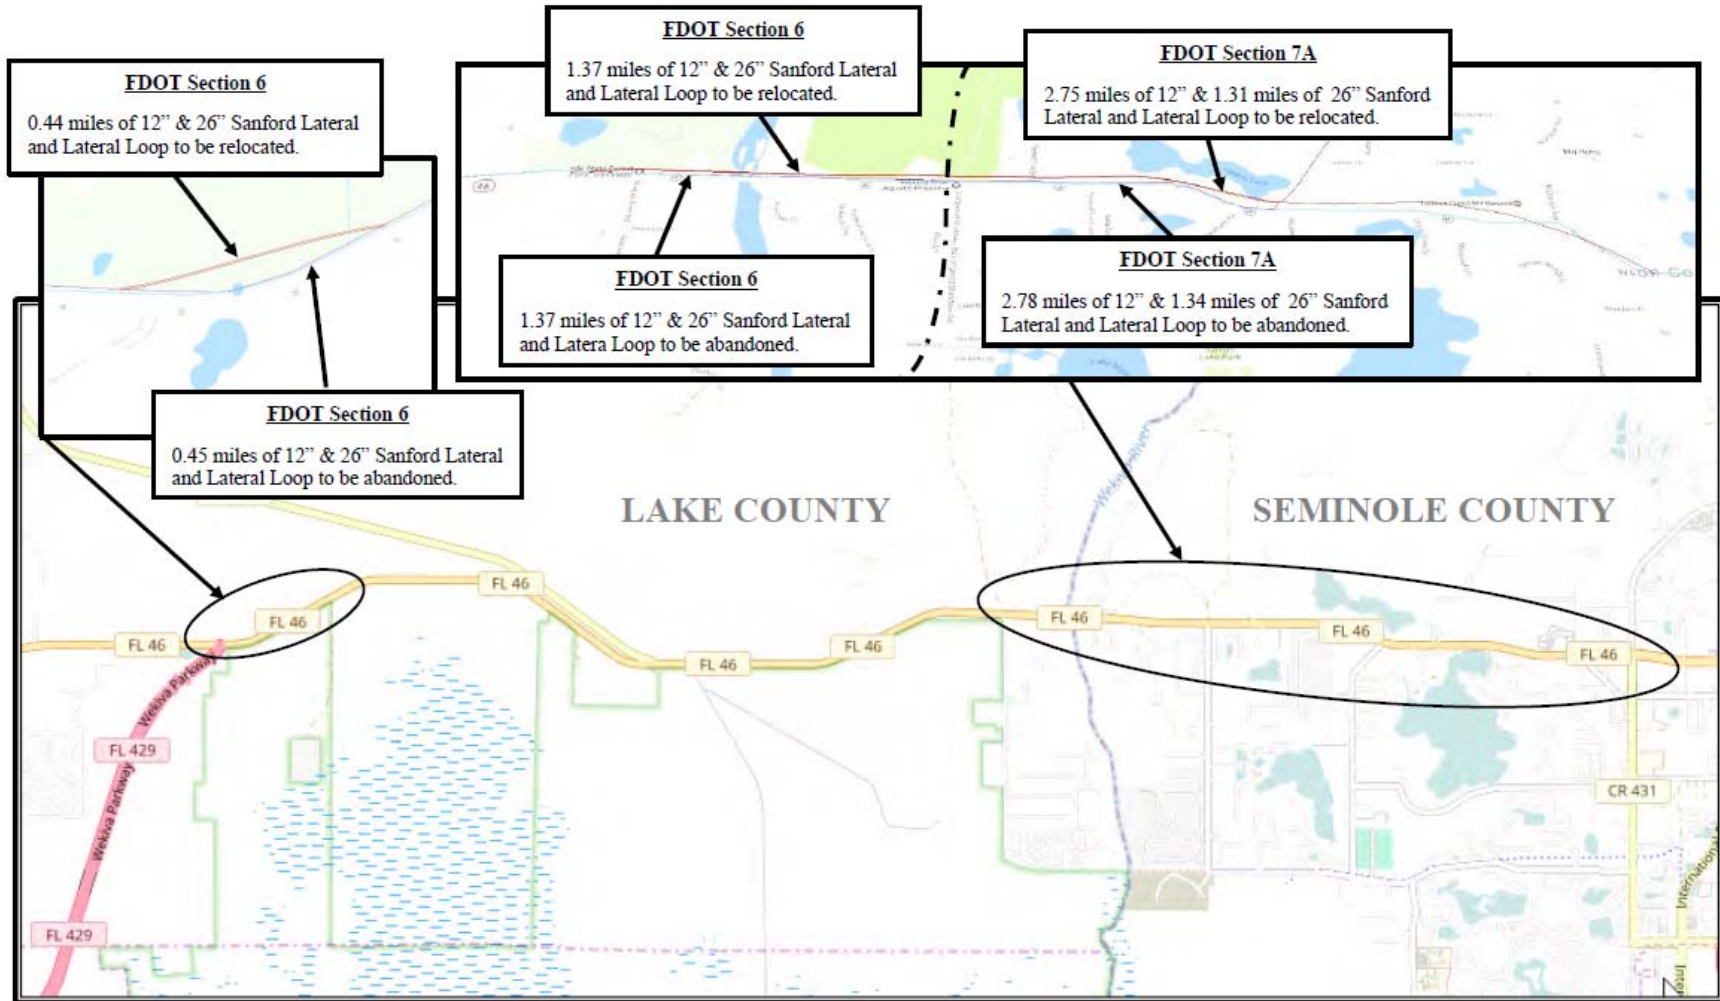 FDOT Section 6
0.44 miles of 12” & 26” Sanford Lateral
and Lateral Loop to be relocated.
FDOT Section 6
1.37 miles of 12” & 26” Sanford Lateral
and Lateral Loop to be relocated.
FDOT Section 7A
2.75 miles of 12” & 1.31 miles of 26” Sanford
Lateral and Lateral Loop to be relocated.
46
FDOT Section 6
1.37 miles of 12” & 26” Sanford Lateral
and Latera Loop to be abandoned.
FDOT Section 7A
2.78 miles of 12” & 1.34 miles of 26” Sanford
Lateral and Lateral Loop to be abandoned.
FDOT Section 6
0.45 miles of 12” & 26” Sanford Lateral
and Lateral Loop to be abandoned.
LAKE COUNTY
SEMINOLE COUNTY
Wekiva River
FL 46
FL 46
FL 46
FL 46
FL 46
FL 46
FL 46
FL 46
Wekiva Parkway
FL 429
Wekiva Parkway
FL 429
CR 431
International
Inter